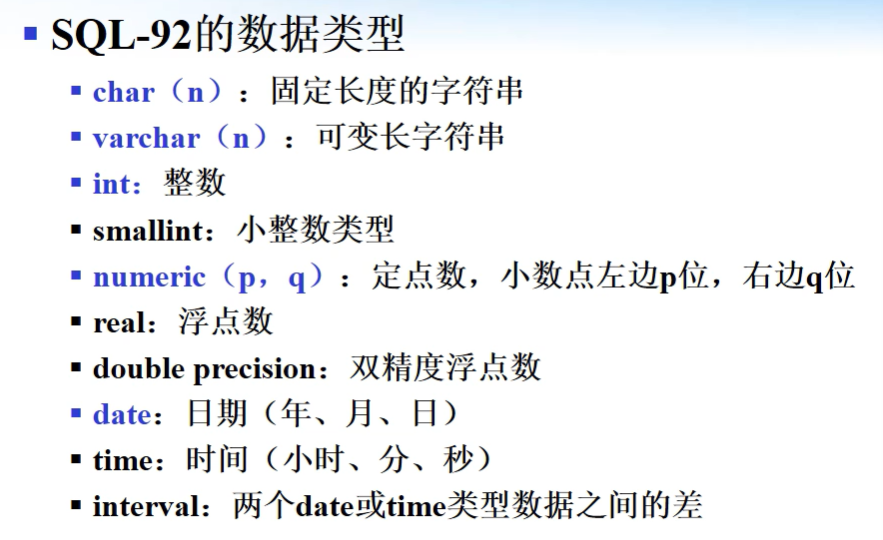 SQL-92的数据类型
char（n）：固定长度的字符串
varchar（n）：可变长字符串
int：整数
smallint：小整数类型
numeric（p，q）：定点数，小数点左边p位，右边q位
real：浮点数
double precision：双精度浮点数
date：日期（年、月、日）
time：时间（小时、分、秒）
interval：两个date或time类型数据之间的差